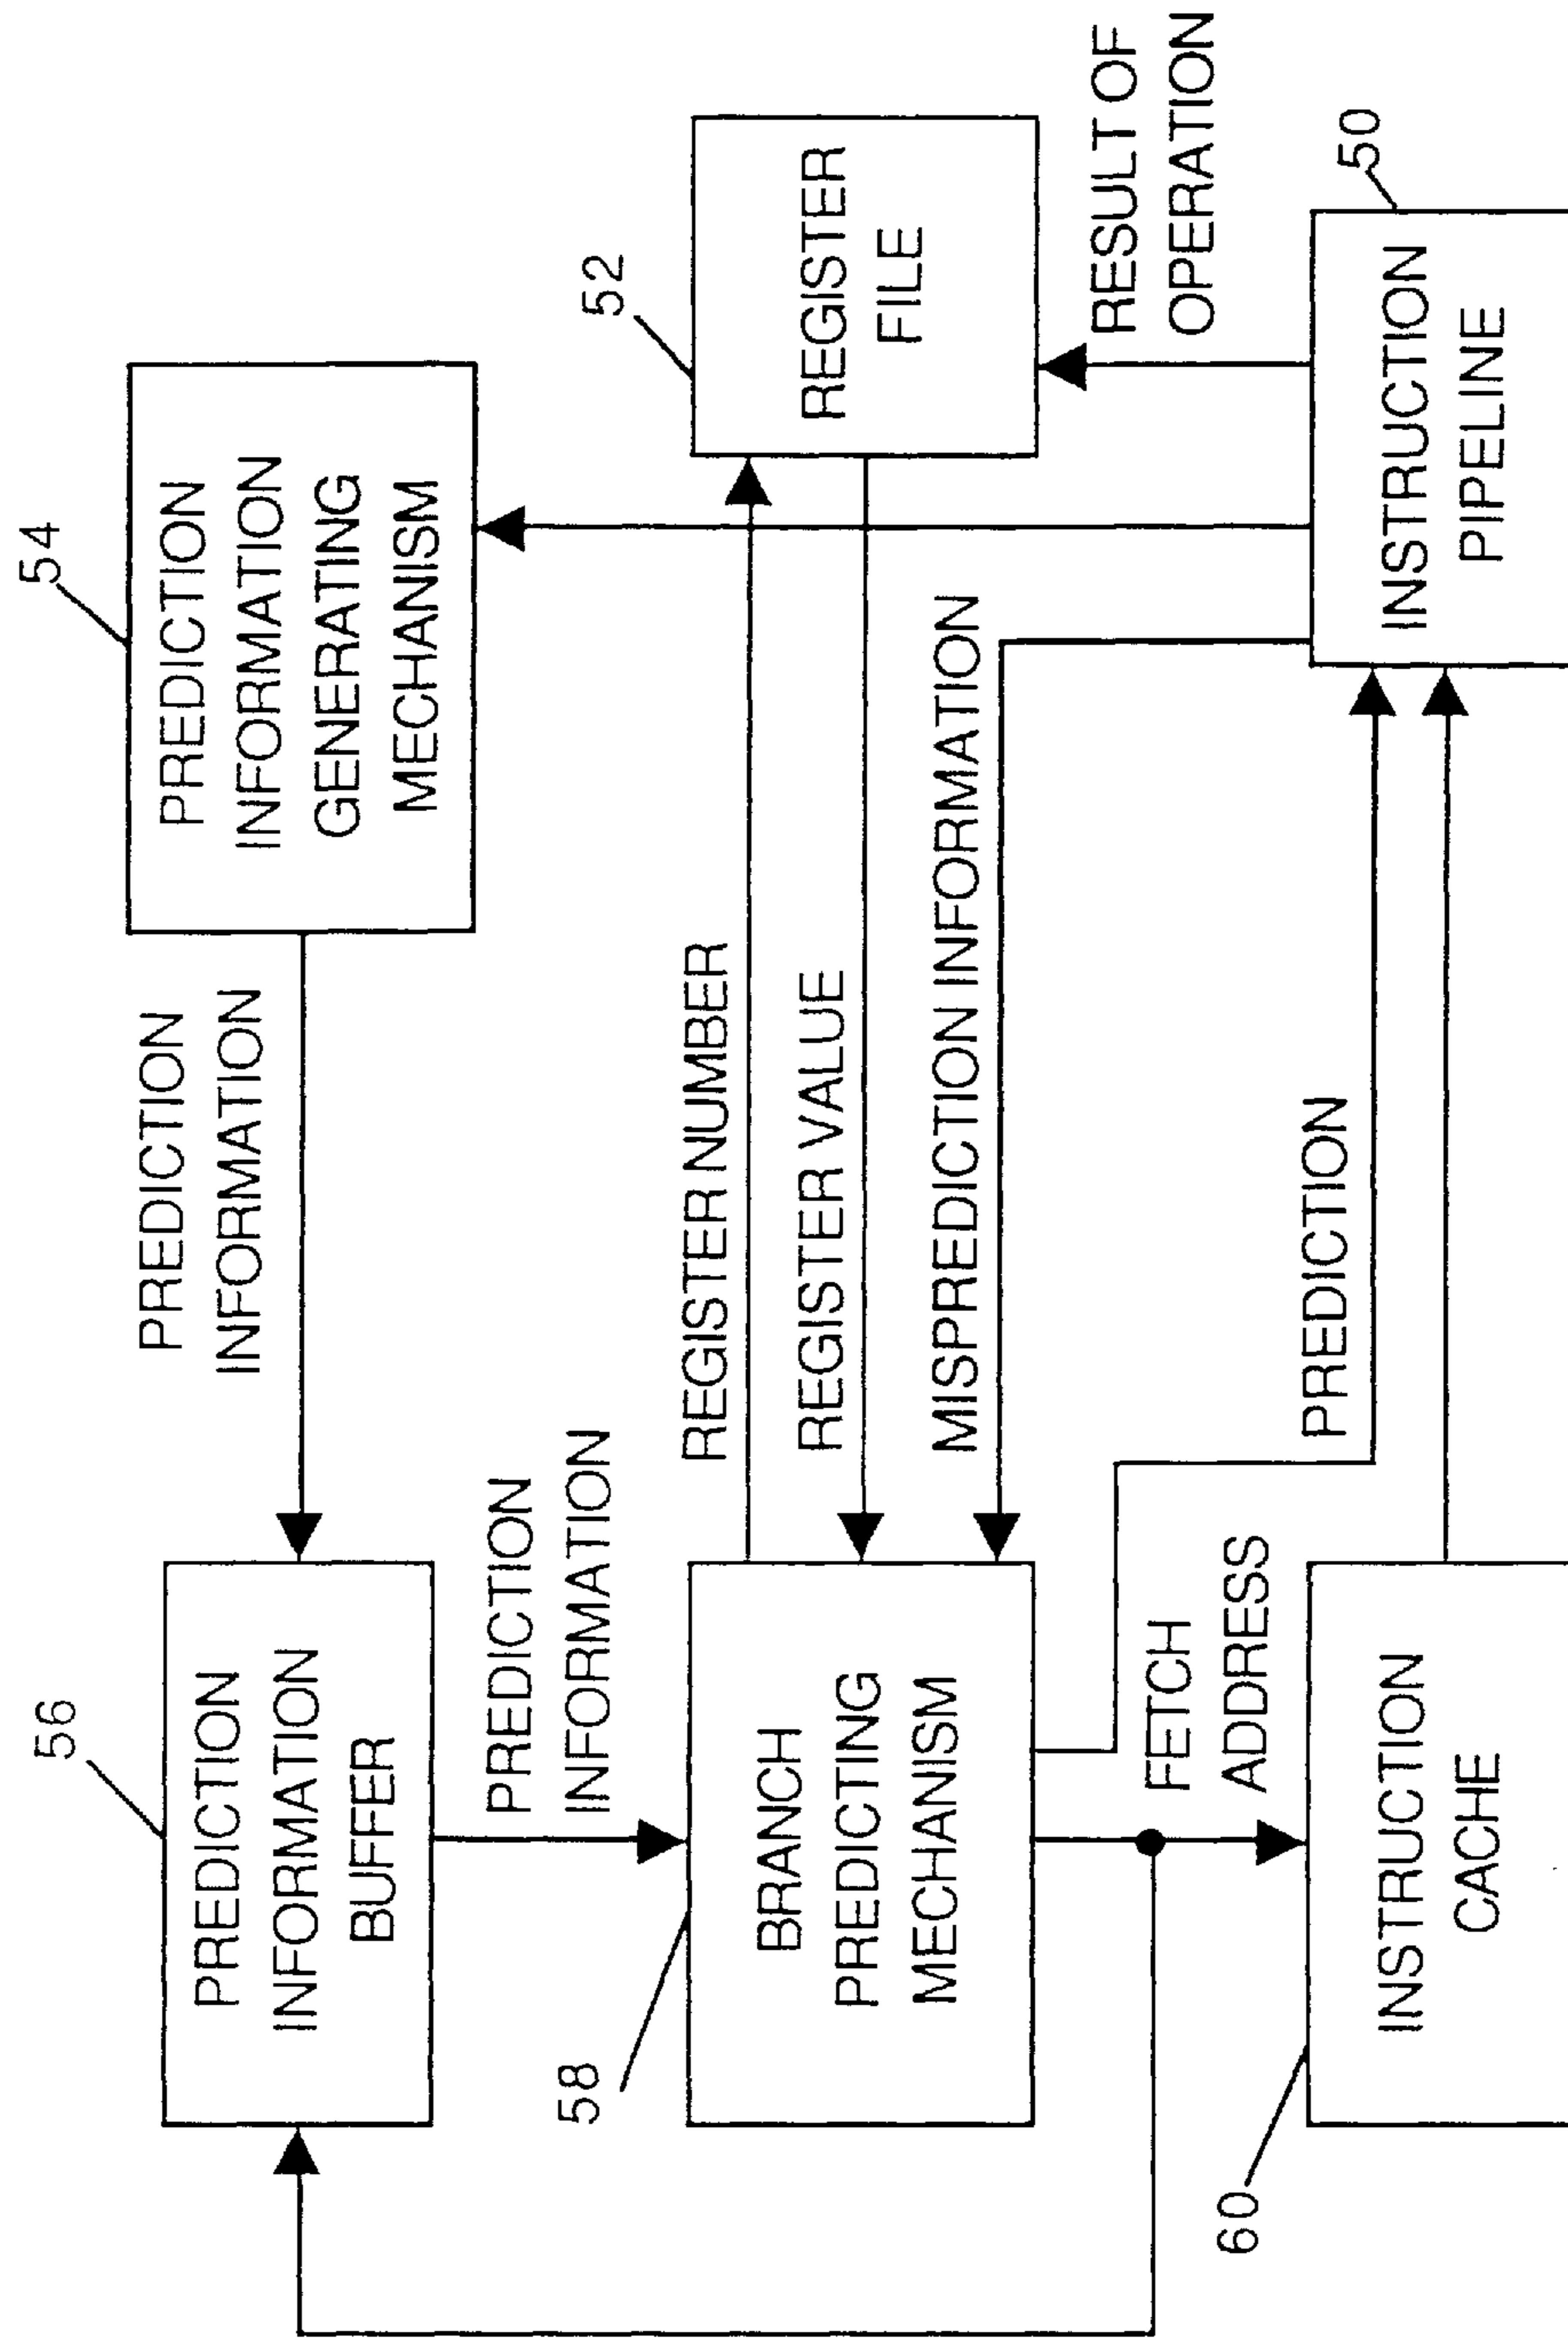 56
PREDICTION
INFORMATION
BUFFER
PREDICTION
INFORMATION
54
PREDICTION
INFORMATION
GENERATING
MECHANISM
PREDICTION
INFORMATION
58
BRANCH
PREDICTING
MECHANISM
REGISTER NUMBER
REGISTER VALUE
MISPREDICTION INFORMATION
52
REGISTER
FILE
RESULT OF
OPERATION
FETCH
ADDRESS
PREDICTION
60
INSTRUCTION
CACHE
50
INSTRUCTION
PIPELINE